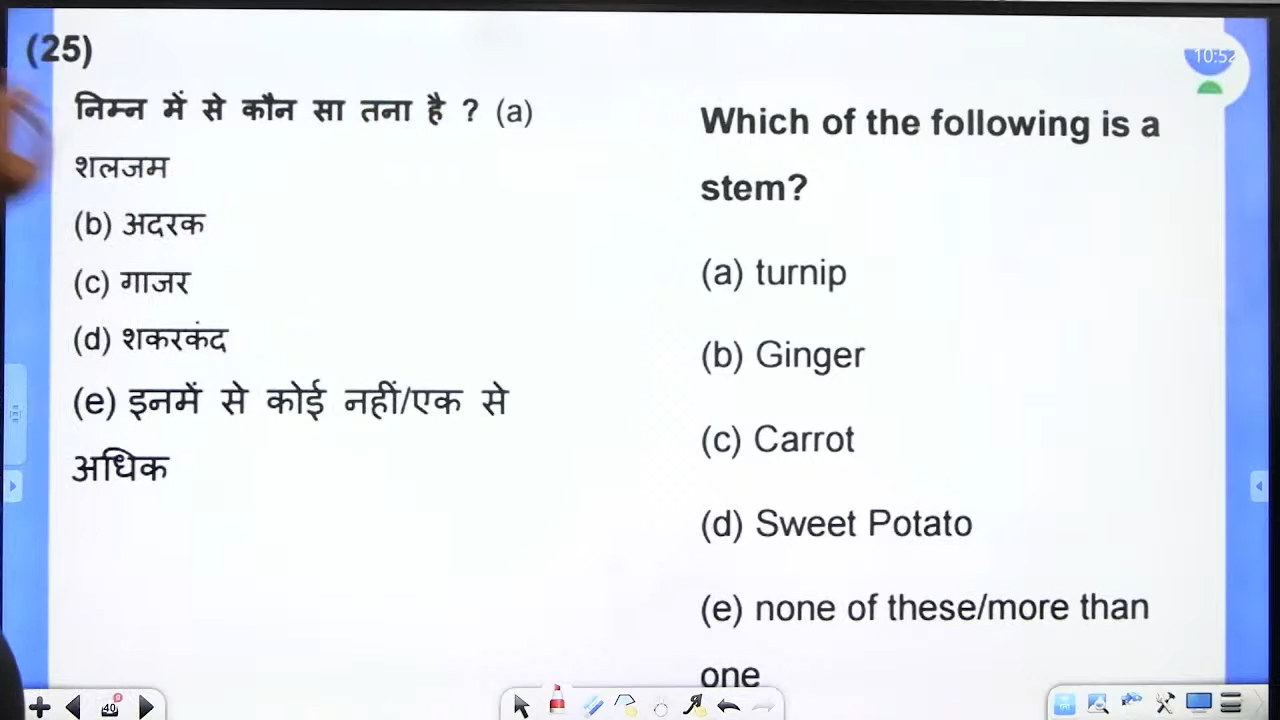 (25)
निम्न में से कौन सा तना है ? (a)
शलजम
(b) अदरक
(c) गाजर
(d) शकरकंद
(e) इनमें से कोई नहीं/एक से
अधिक
10:52
Which of the following is a
stem?
(a) turnip
(b) Ginger
(c) Carrot
(d) Sweet Potato
(e) none of these/more than
one
40